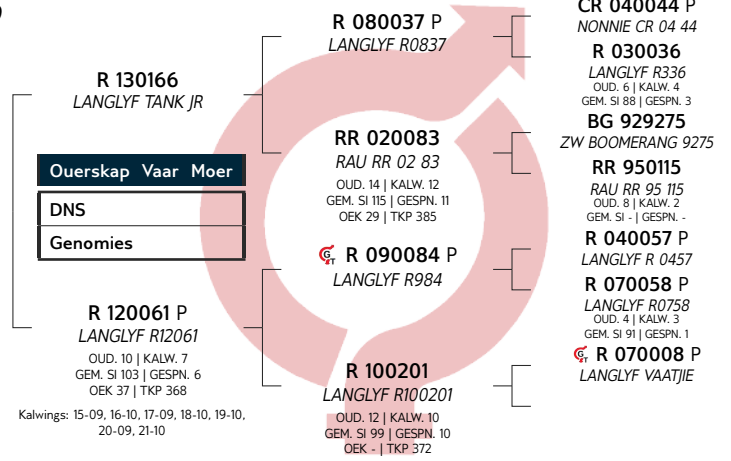 R 130166
LANGLYF TANK JR
Ouerskap Vaar Moer
DNS
Genomies
R 120061 P
LANGLYF R12061
OUD. 10 | KALW. 7
GEM. SI 103 | GESPN. 6
OEK 37 | TKP 368
Kalwings: 15-09, 16-10, 17-09, 18-10, 19-10,
20-09, 21-10
R 080037 P
LANGLYF R0837
RR 020083
RAU RR 02 83
OUD. 14 | KALW. 12
GEM. SI 115 | GESPN. 11
OEK 29 | TKP 385
GT R 090084 P
LANGLYF R984
R 100201
LANGLYF R100201
OUD. 12 | KALW. 10
GEM. SI 99 | GESPN. 10
OEK - | TKP 372
CR 040044 P
NONNIE CR 04 44
R 030036
LANGLYF R336
OUD. 6 | KALW. 4
GEM. SI 88 | GESPN. 3
BG 929275
ZW BOOMERANG 9275
RR 950115
RAU RR 95 115
OUD. 8 | KALW. 2
GEM. SI - | GESPN. -
R 040057 P
LANGLYF R 0457
R 070058 P
LANGLYF R0758
OUD. 4 | KALW. 3
GEM. SI 91 | GESPN. 1
GT R 070008 P
LANGLYF VAATJIE